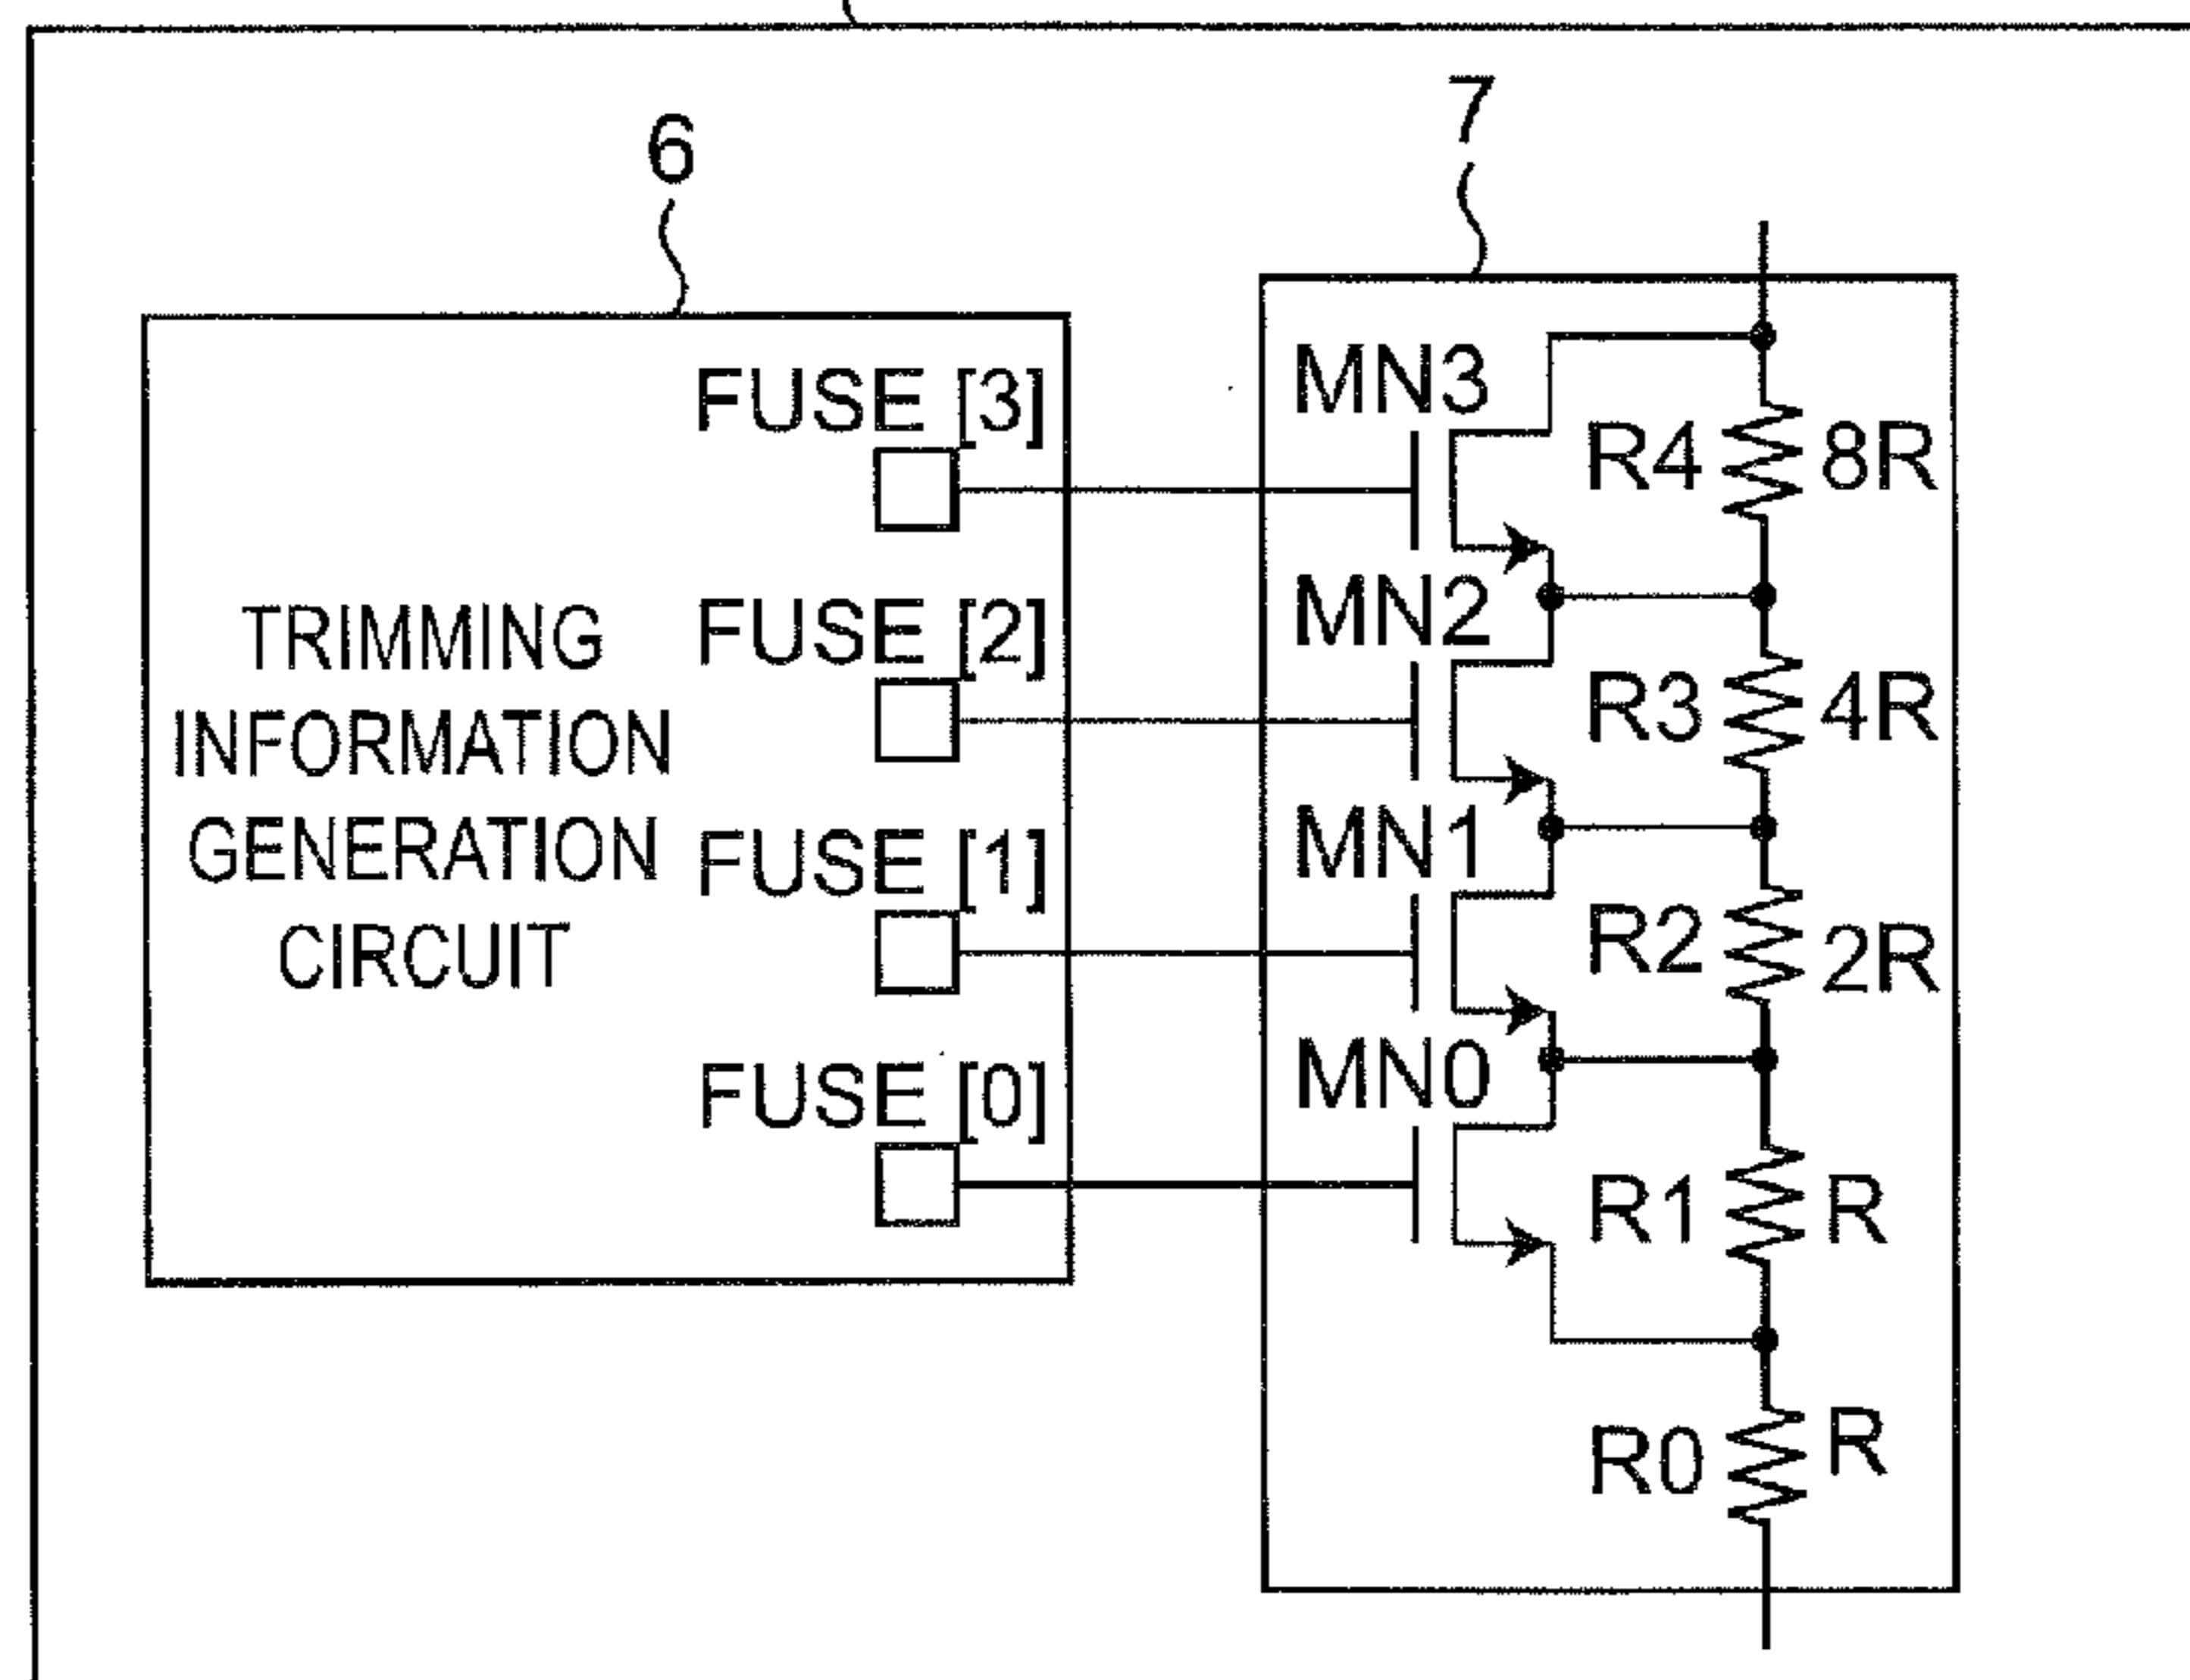 6
7
FUSE [3]
FUSE [2]
FUSE [1]
FUSE [0]
TRIMMING
INFORMATION
GENERATION
CIRCUIT
MN3
R4 8R
MN2
R3 4R
MN1
R2 2R
MN0
R1 R
R0 R